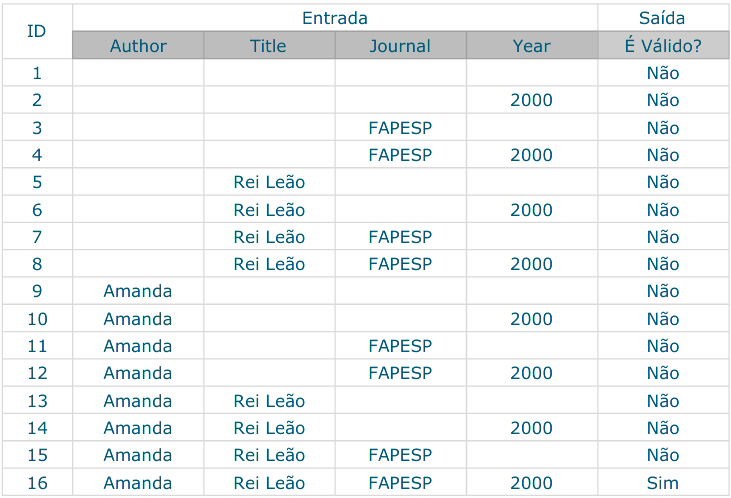 ID Entrada Saída
Author Title Journal Year É Válido?
1 Não
2 2000 Não
3 FAPESP Não
4 FAPESP 2000 Não
5 Rei Leão Não
6 Rei Leão 2000 Não
7 Rei Leão FAPESP Não
8 Rei Leão FAPESP 2000 Não
9 Amanda Não
10 Amanda 2000 Não
11 Amanda FAPESP Não
12 Amanda FAPESP 2000 Não
13 Amanda Rei Leão Não
14 Amanda Rei Leão 2000 Não
15 Amanda Rei Leão FAPESP Não
16 Amanda Rei Leão FAPESP 2000 Sim